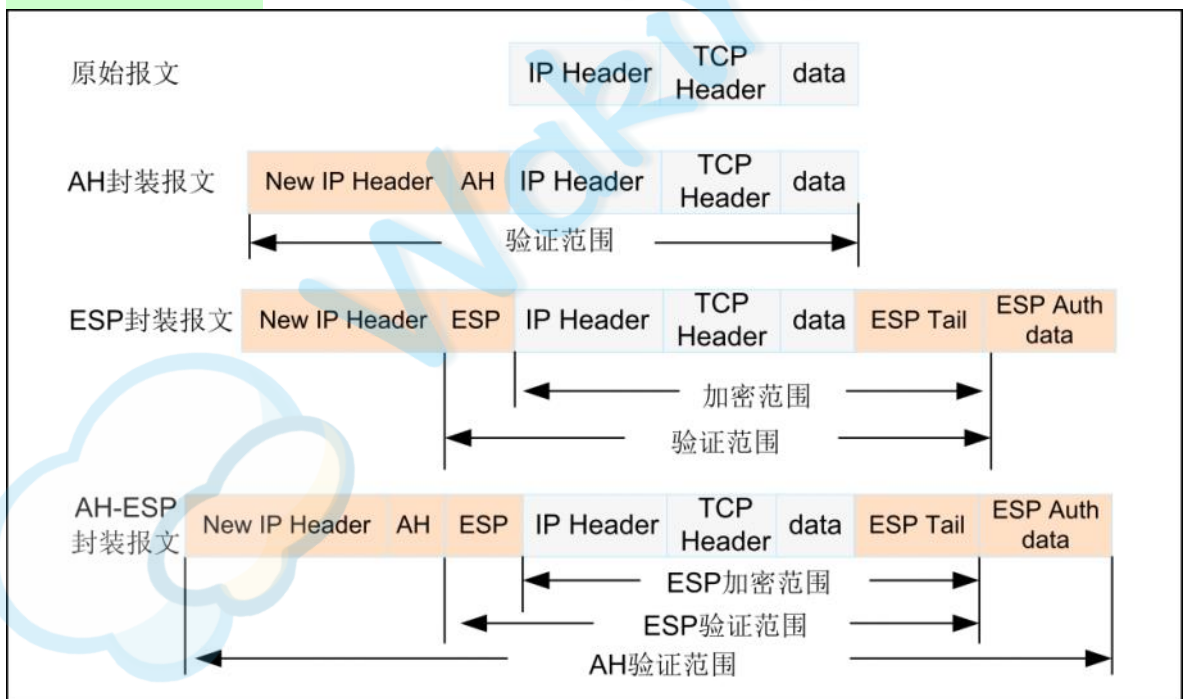 原始报文
IP Header
TCP Header
data
AH封装报文
New IP Header
AH
IP Header
TCP Header
data
验证范围
ESP封装报文
New IP Header
ESP
IP Header
TCP Header
data
ESP Tail
ESP Auth data
加密范围
验证范围
AH-ESP
封装报文
New IP Header
AH
ESP
IP Header
TCP Header
data
ESP Tail
ESP Auth data
ESP加密范围
ESP验证范围
AH验证范围